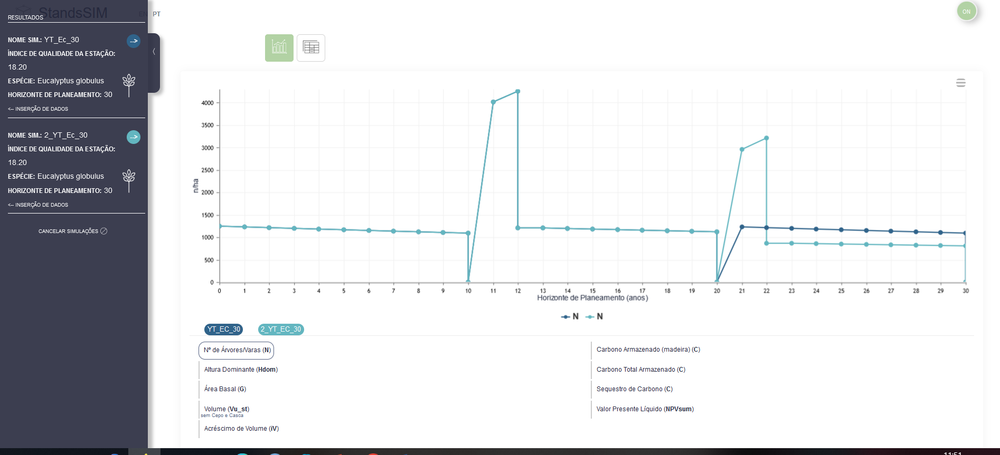 StandsSIM
EN PT
ON
RESULTADOS
NOME SIM.: YT_Ec_30
-->
ÍNDICE DE QUALIDADE DA ESTAÇÃO:
18.20
ESPÉCIE: Eucalyptus globulus
HORIZONTE DE PLANEAMENTO: 30
<-- INSERÇÃO DE DADOS
NOME SIM.: 2_YT_Ec_30
-->
ÍNDICE DE QUALIDADE DA ESTAÇÃO:
18.20
ESPÉCIE: Eucalyptus globulus
HORIZONTE DE PLANEAMENTO: 30
<-- INSERÇÃO DE DADOS
CANCELAR SIMULAÇÕES
4000
3500
3000
2500
2000
1500
1000
500
0
n/ha
0 1 2 3 4 5 6 7 8 9 10 11 12 13 14 15 16 17 18 19 20 21 22 23 24 25 26 27 28 29 30
Horizonte de Planeamento (anos)
N N
YT_EC_30 2_YT_EC_30
Nº de Árvores/Varas (N)
Altura Dominante (Hdom)
Área Basal (G)
Volume (Vu_st)
sem Cepo e Casca
Acréscimo de Volume (iV)
Carbono Armazenado (madeira) (C)
Carbono Total Armazenado (C)
Sequestro de Carbono (C)
Valor Presente Líquido (NPVsum)
11:51